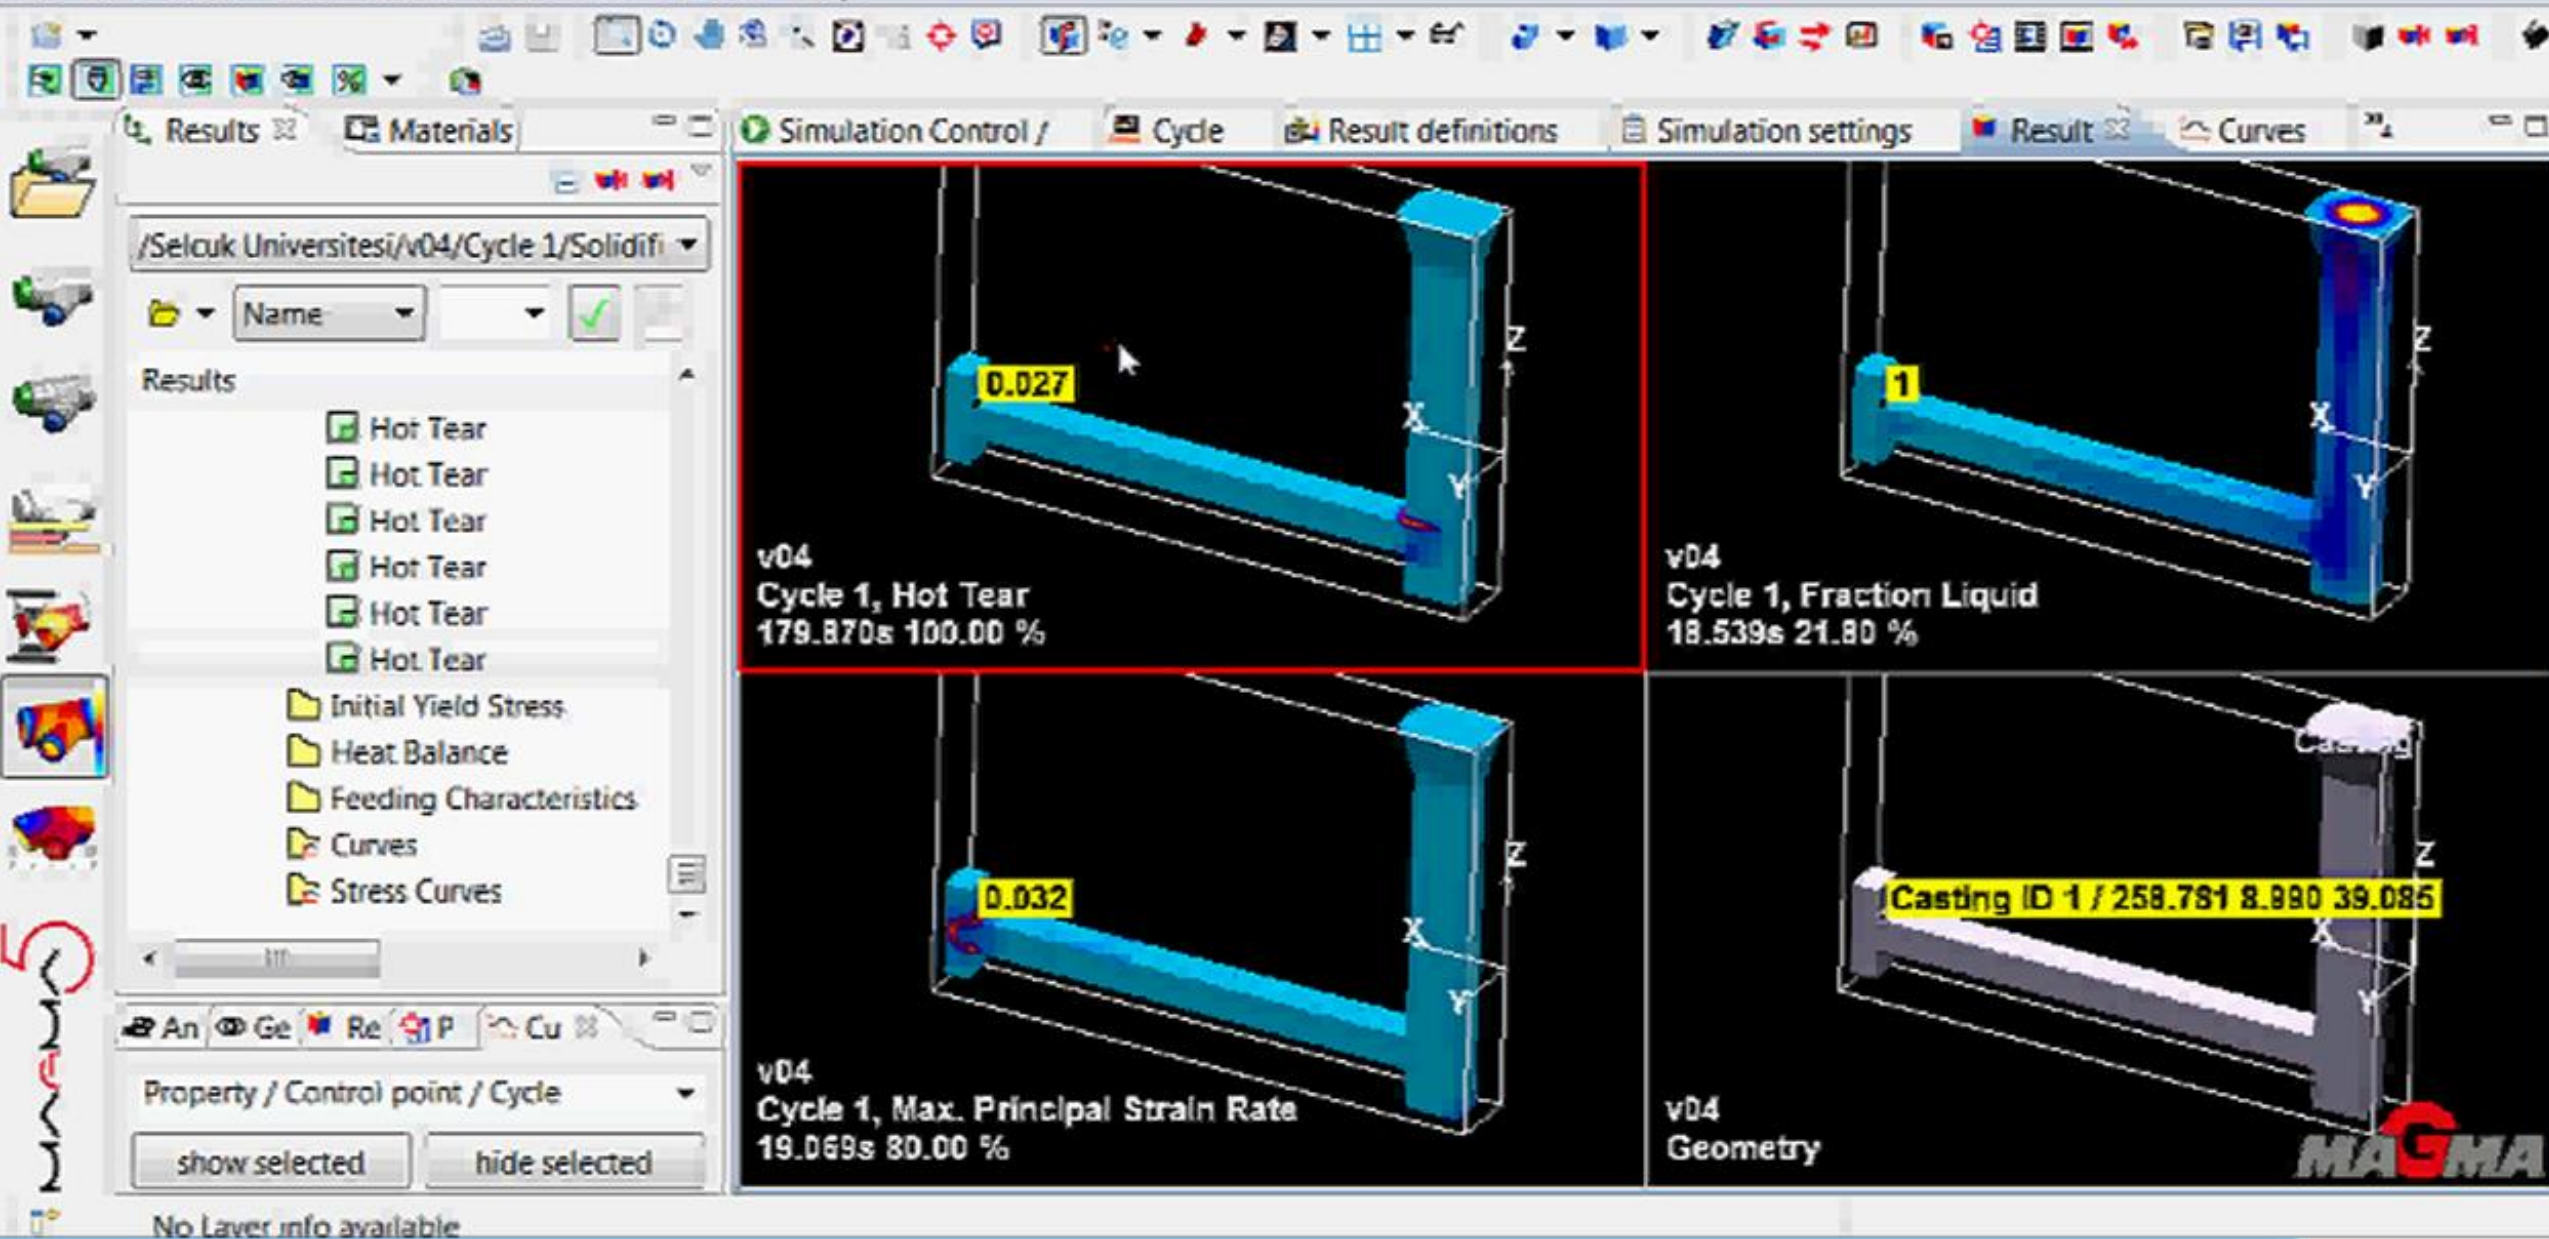 Results
Materials
/Selcuk Universitesi/v04/Cycle 1/Solidifi
Name
Results
Hot Tear
Hot Tear
Hot Tear
Hot Tear
Hot Tear
Hot Tear
Initial Yield Stress
Heat Balance
Feeding Characteristics
Curves
Stress Curves
An Ge Re P Cu
Property / Control point / Cycle
show selected hide selected
No Layer info available
MAGMA5
Simulation Control /
Cycle
Result definitions
Simulation settings
Result
Curves
0.027
Z
X
Y
v04
Cycle 1, Hot Tear
179.870s 100.00 %
1
Z
X
Y
v04
Cycle 1, Fraction Liquid
18.539s 21.80 %
0.032
Z
X
Y
v04
Cycle 1, Max. Principal Strain Rate
19.069s 80.00 %
Casting
Z
Casting ID 1 / 258.781 8.990 39.085
X
Y
v04
Geometry
MAGMA